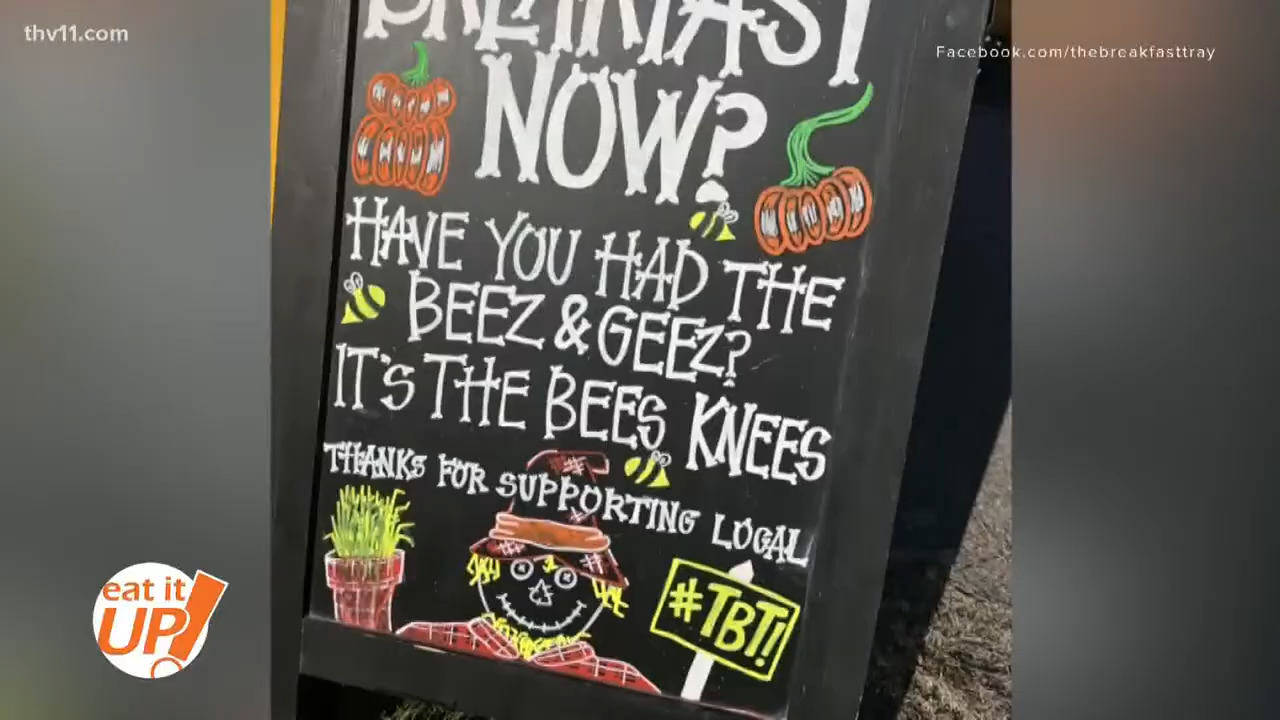 thv11.com
Facebook.com/thebreakfasttray
BREAKFAST
NOW?
HAVE YOU HAD THE
BEEZ & GEEZ?
IT'S THE BEES KNEES
THANKS FOR SUPPORTING LOCAL
#TBT!
eat it
UP!